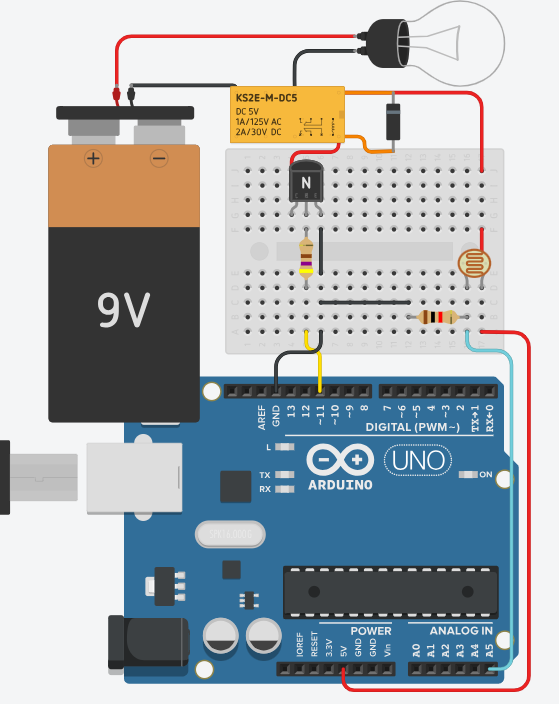 KS2E-M-DC5
DC 5V
1A/125V AC
2A/30V DC
N
+
−
9V
AREF
GND
13
12
~11
~10
~9
8
7
~6
~5
4
~3
2
TX→1
RX←0
DIGITAL (PWM~)
L
TX
RX
ARDUINO
UNO
ON
POWER
ANALOG IN
IOREF
RESET
3.3V
5V
GND
GND
Vin
A0
A1
A2
A3
A4
A5